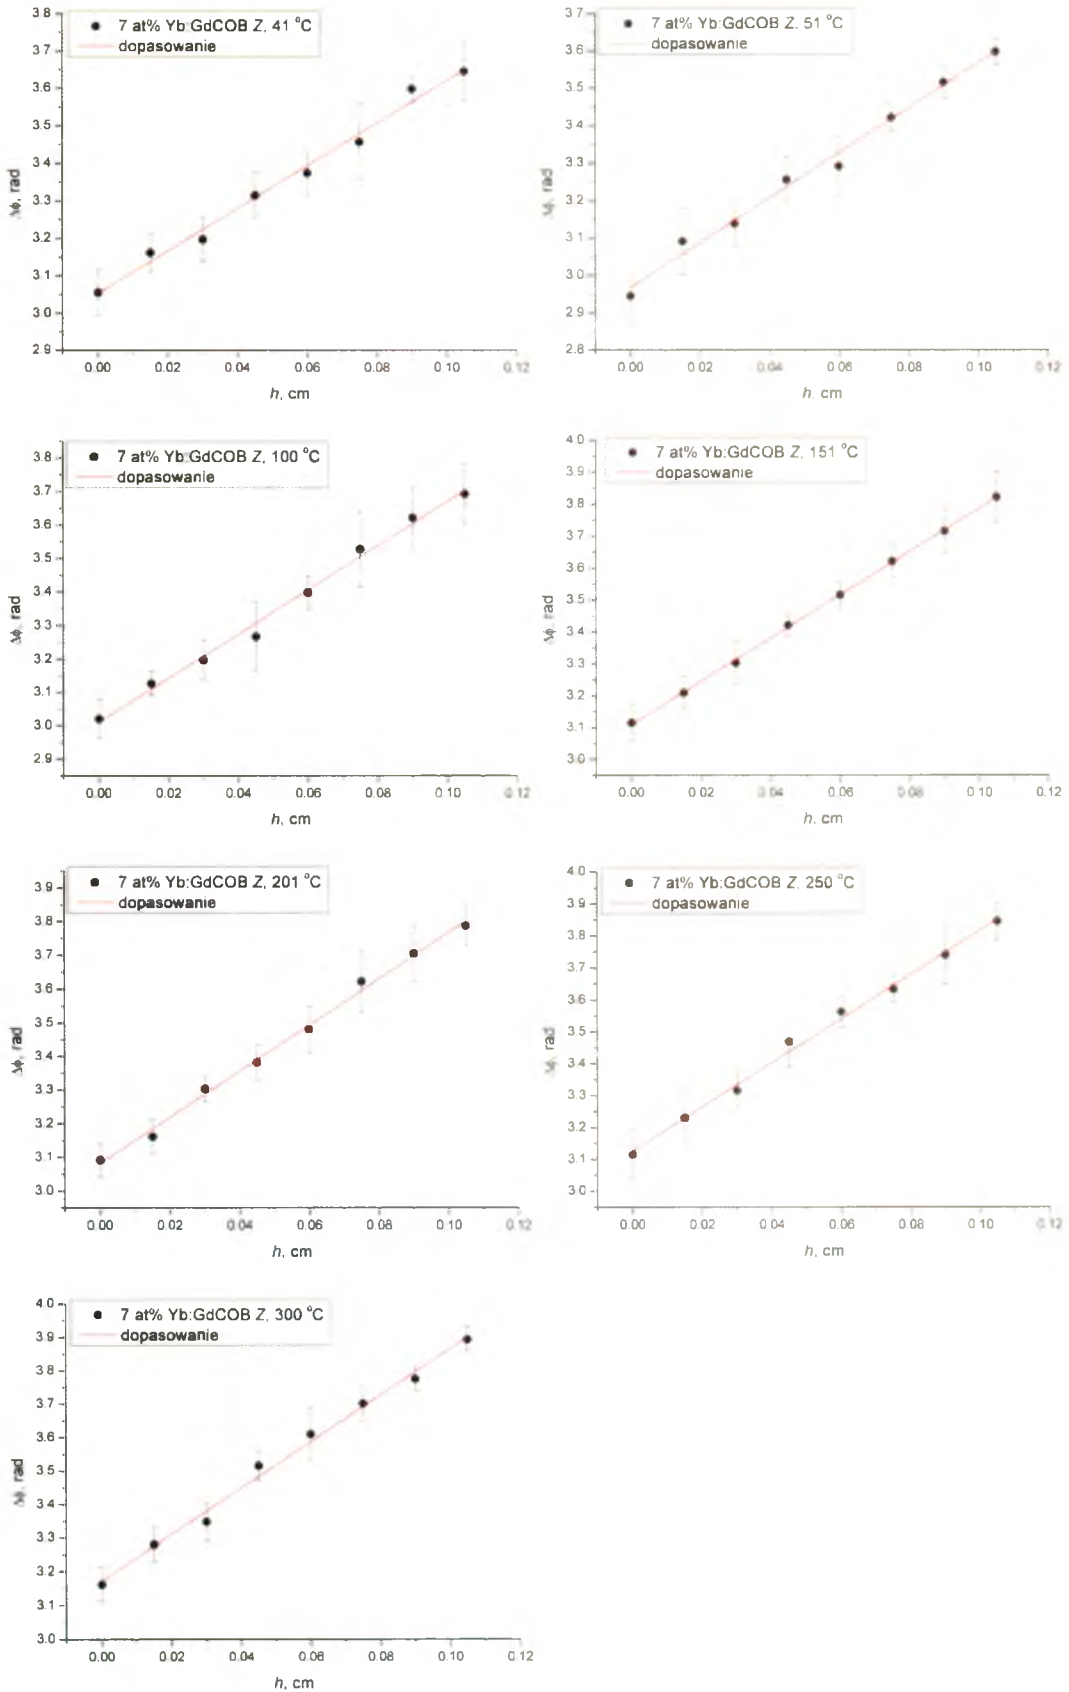 7 at% Yb:GdCOB Z, 41 °C
dopasowanie
3.8
3.7
3.6
3.5
3.4
3.3
3.2
3.1
3.0
2.9
Δϕ, rad
0.00 0.02 0.04 0.06 0.08 0.10 0.12
h, cm
7 at% Yb:GdCOB Z, 51 °C
dopasowanie
3.7
3.6
3.5
3.4
3.3
3.2
3.1
3.0
2.9
2.8
Δϕ, rad
0.00 0.02 0.04 0.06 0.08 0.10 0.12
h, cm
7 at% Yb:GdCOB Z, 100 °C
dopasowanie
3.8
3.7
3.6
3.5
3.4
3.3
3.2
3.1
3.0
2.9
Δϕ, rad
0.00 0.02 0.04 0.06 0.08 0.10 0.12
h, cm
7 at% Yb:GdCOB Z, 151 °C
dopasowanie
4.0
3.9
3.8
3.7
3.6
3.5
3.4
3.3
3.2
3.1
3.0
Δϕ, rad
0.00 0.02 0.04 0.06 0.08 0.10 0.12
h, cm
7 at% Yb:GdCOB Z, 201 °C
dopasowanie
3.9
3.8
3.7
3.6
3.5
3.4
3.3
3.2
3.1
3.0
Δϕ, rad
0.00 0.02 0.04 0.06 0.08 0.10 0.12
h, cm
7 at% Yb:GdCOB Z, 250 °C
dopasowanie
4.0
3.9
3.8
3.7
3.6
3.5
3.4
3.3
3.2
3.1
3.0
Δϕ, rad
0.00 0.02 0.04 0.06 0.08 0.10 0.12
h, cm
7 at% Yb:GdCOB Z, 300 °C
dopasowanie
4.0
3.9
3.8
3.7
3.6
3.5
3.4
3.3
3.2
3.1
3.0
Δϕ, rad
0.00 0.02 0.04 0.06 0.08 0.10 0.12
h, cm